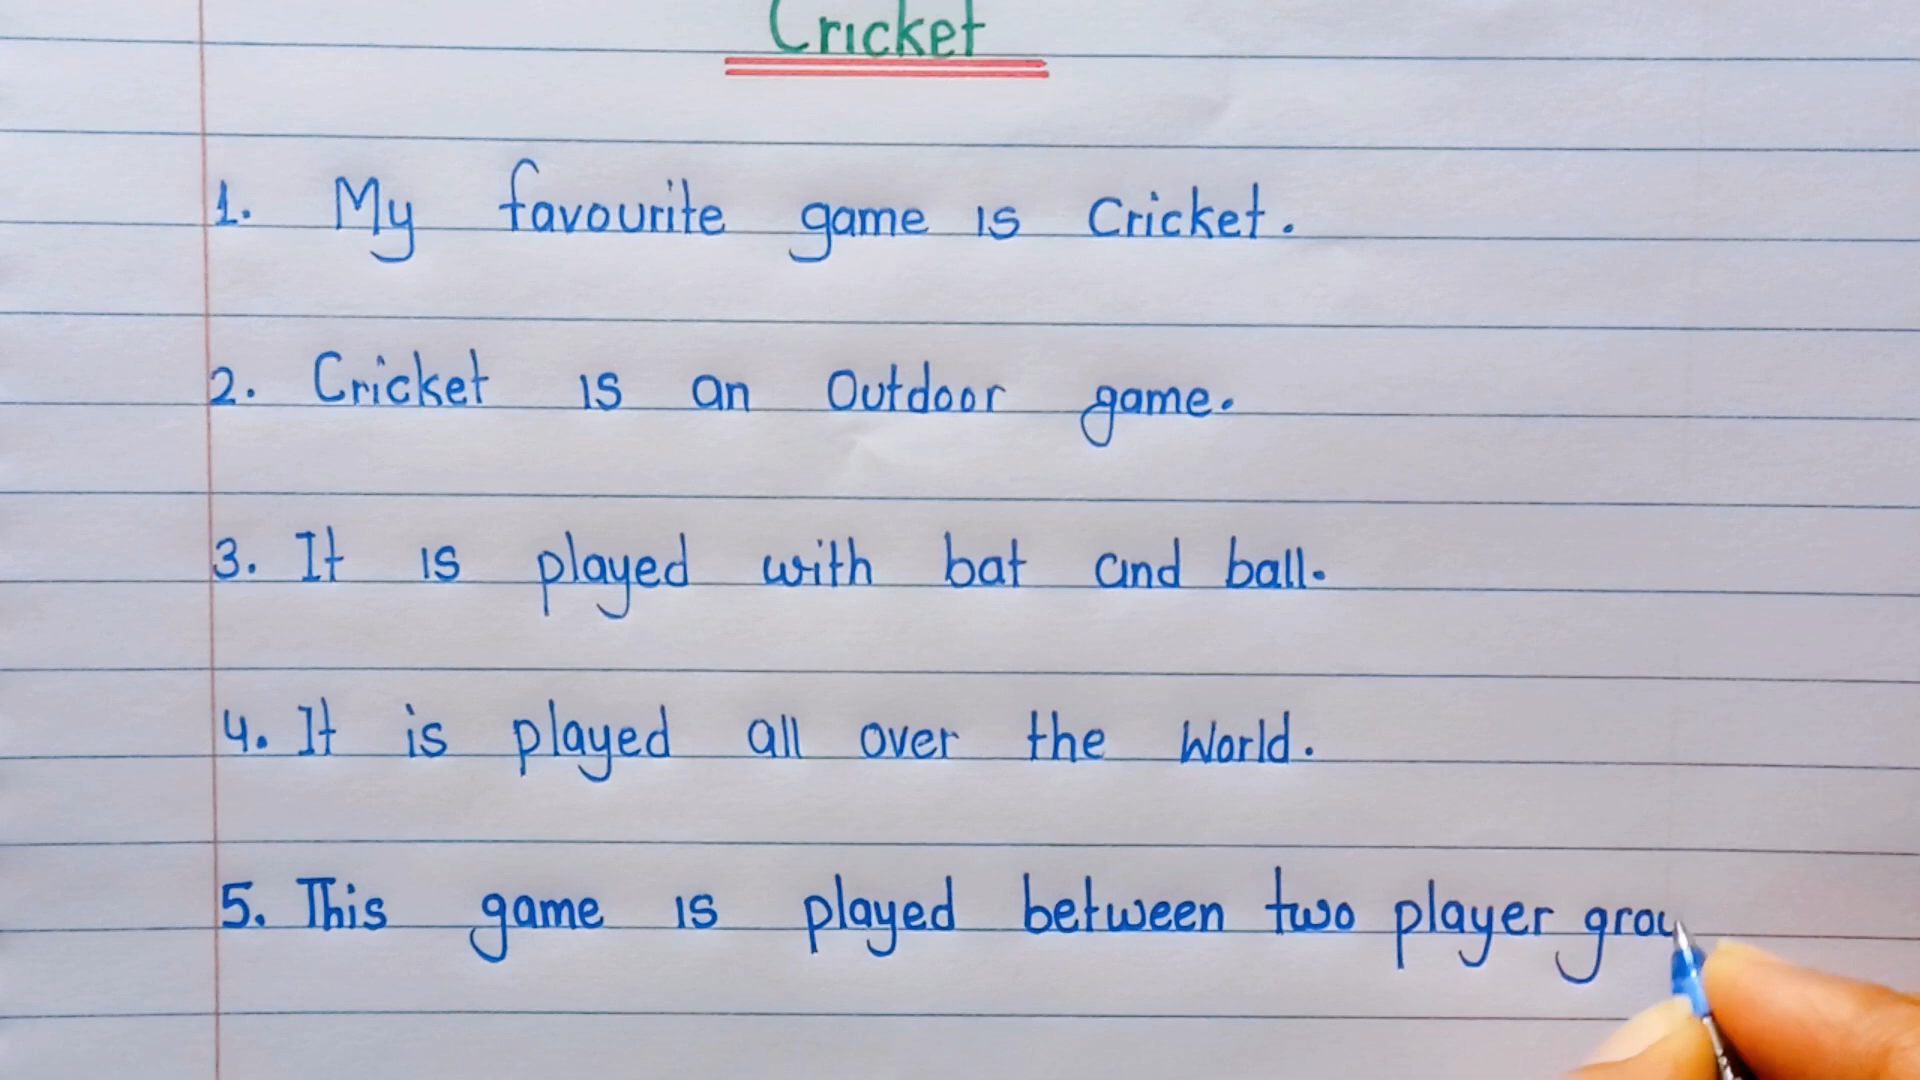 Cricket
1. My favourite game is Cricket.
2. Cricket is an Outdoor game.
3. It is played with bat and ball.
4. It is played all over the World.
5. This game is played between two player grou